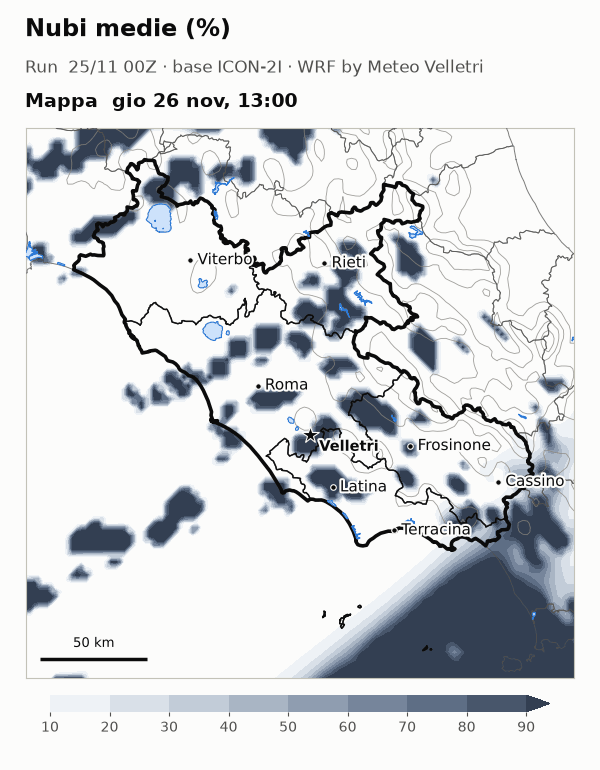 Nubi medie (%)
Run  25/11 00Z · base ICON-2I · WRF by Meteo Velletri
Mappa  gio 26 nov, 13:00
Viterbo
Rieti
Roma
Velletri
Frosinone
Latina
Cassino
Terracina
50 km
10 20 30 40 50 60 70 80 90